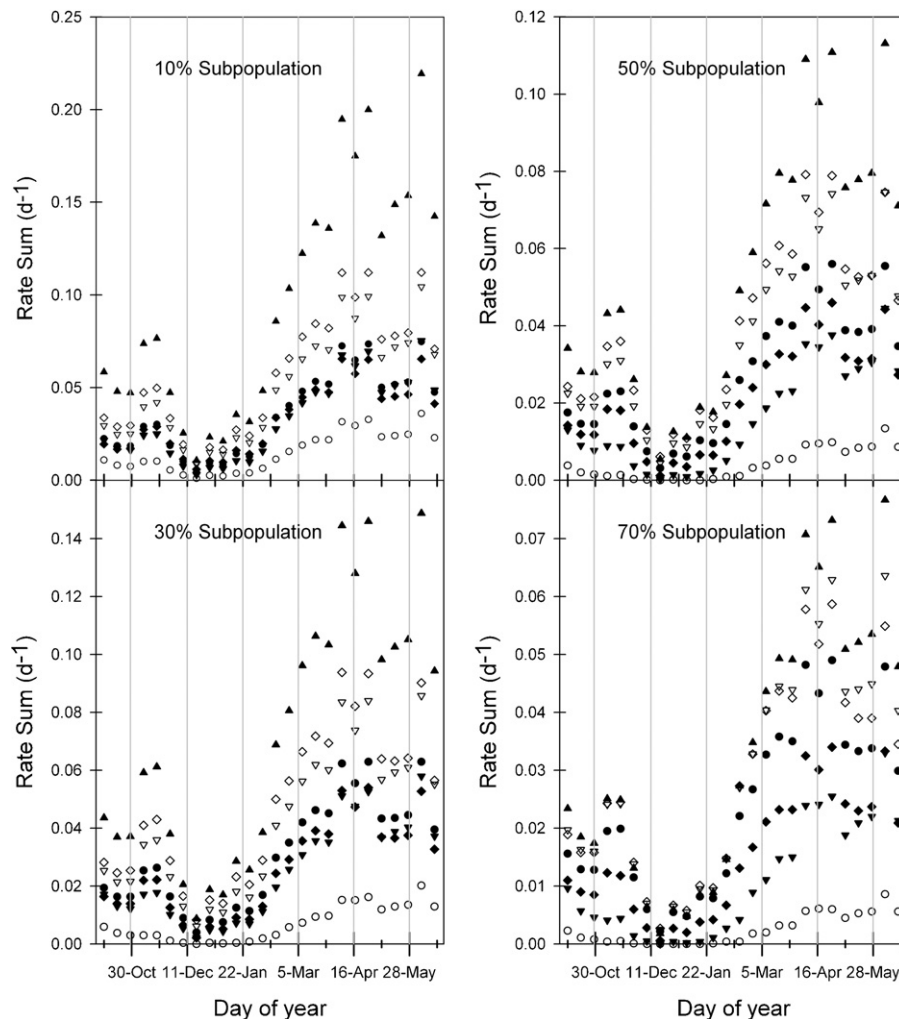 0.25
0.20
0.15
0.10
0.05
0.00
Rate Sum (d-1)
10% Subpopulation
0.12
0.10
0.08
0.06
0.04
0.02
0.00
Rate Sum (d-1)
50% Subpopulation
0.14
0.12
0.10
0.08
0.06
0.04
0.02
0.00
Rate Sum (d-1)
30% Subpopulation
30-Oct 11-Dec 22-Jan 5-Mar 16-Apr 28-May
Day of year
0.07
0.06
0.05
0.04
0.03
0.02
0.01
0.00
Rate Sum (d-1)
70% Subpopulation
30-Oct 11-Dec 22-Jan 5-Mar 16-Apr 28-May
Day of year